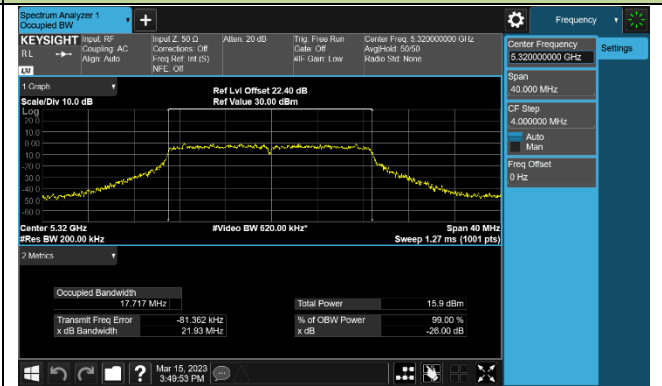 Spectrum Analyzer 1
Occupied BW
Frequency
KEYSIGHT
RL
LXI
Input: RF
Coupling: AC
Align: Auto
Input Z: 50 Ω
Corrections: Off
Freq Ref: Int (S)
NFE: Off
Atten: 20 dB
Trig: Free Run
Gate: Off
#IF Gain: Low
Center Freq: 5.320000000 GHz
Avg|Hold: 50/50
Radio Std: None
Center Frequency
5.320000000 GHz
Settings
Span
40.000 MHz
CF Step
4.000000 MHz
Auto
Man
Freq Offset
0 Hz
1 Graph
Scale/Div 10.0 dB
Ref Lvl Offset 22.40 dB
Ref Value 30.00 dBm
Log
20.0
10.0
0.00
-10.0
-20.0
-30.0
-40.0
-50.0
-60.0
Center 5.32 GHz
#Video BW 620.00 kHz*
Span 40 MHz
#Res BW 200.00 kHz
Sweep 1.27 ms (1001 pts)
2 Metrics
Occupied Bandwidth
17.717 MHz
Total Power
15.9 dBm
Transmit Freq Error
-81.362 kHz
% of OBW Power
99.00 %
x dB Bandwidth
21.93 MHz
x dB
-26.00 dB
Mar 15, 2023
3:49:53 PM